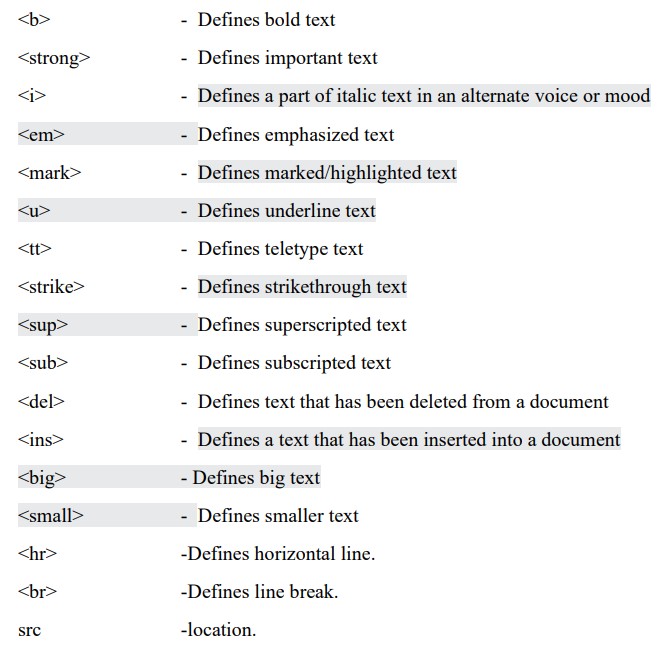 <b> - Defines bold text
<strong> - Defines important text
<i> - Defines a part of italic text in an alternate voice or mood
<em> - Defines emphasized text
<mark> - Defines marked/highlighted text
<u> - Defines underline text
<tt> - Defines teletype text
<strike> - Defines strikethrough text
<sup> - Defines superscripted text
<sub> - Defines subscripted text
<del> - Defines text that has been deleted from a document
<ins> - Defines a text that has been inserted into a document
<big> - Defines big text
<small> - Defines smaller text
<hr> -Defines horizontal line.
<br> -Defines line break.
src -location.